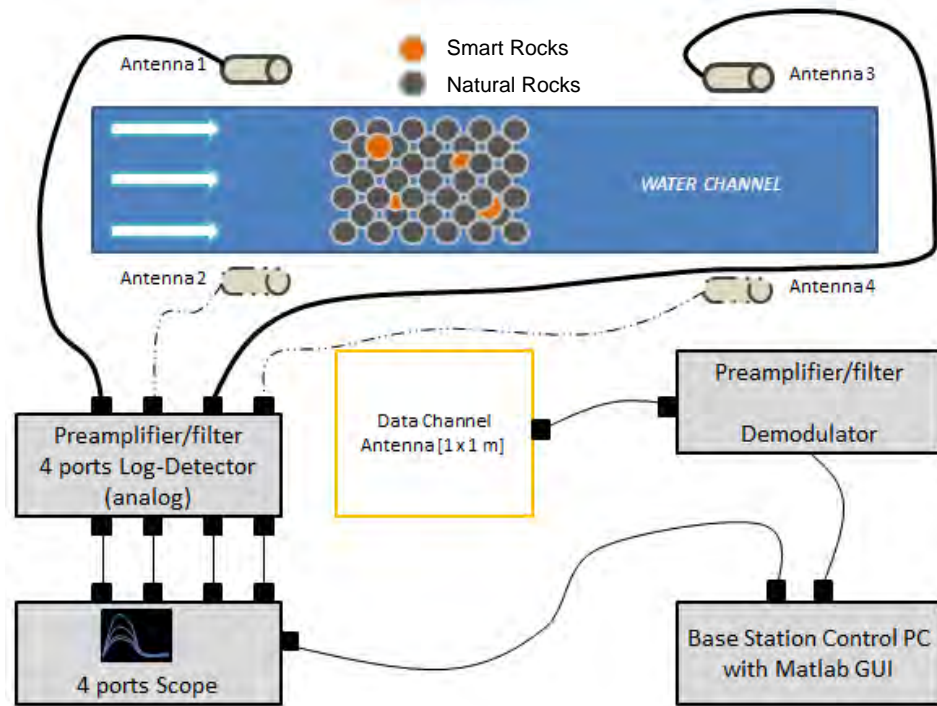 Antenna 1
Smart Rocks
Natural Rocks
Antenna 3
WATER CHANNEL
Antenna 2
Antenna 4
Preamplifier/filter
4 ports Log-Detector
(analog)
Data Channel
Antenna [1 x 1 m]
Preamplifier/filter
Demodulator
4 ports Scope
Base Station Control PC
with Matlab GUI